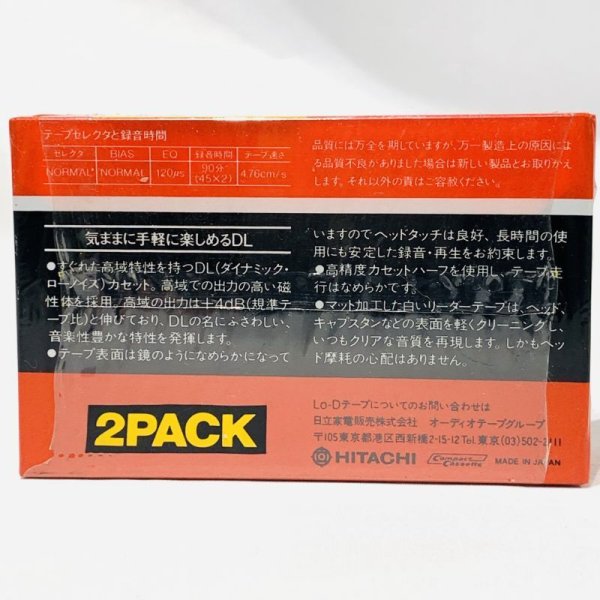 テープセレクタと録音時間
セレクタ BIAS EQ 録音時間 テープ速さ
NORMAL NORMAL 120μs 90分(45×2) 4.76cm/s
品質には万全を期していますが、万一製造上の原因によ
る品質不良がありました場合は新しい製品とお取りかえ
します。それ以外の責はご容赦ください。
気ままに手軽に楽しめるDL
●すぐれた高域特性を持つDL(ダイナミック・
ローノイズ)カセット。高域での出力の高い磁
性体を採用。高域の出力は+4dB(規準テ
ープ比)と伸びており、DLの名にふさわしい、
音楽性豊かな特性を発揮します。
●テープ表面は鏡のようになめらかになって
いますのでヘッドタッチは良好、長時間の使
用にも安定した録音・再生をお約束します。
●高精度カセットハーフを使用し、テープ走
行はなめらかです。
●マット加工した白いリーダーテープは、ヘッド、
キャプスタンなどの表面を軽くクリーニングし、
いつもクリアな音質を再現します。しかもヘッ
ド摩耗の心配はありません。
2PACK
Lo-Dテープについてのお問い合わせは
日立家電販売株式会社 オーディオテープグループ
〒105東京都港区西新橋2-15-12 Tel.東京(03)502-2111
HITACHI Compact Cassette MADE IN JAPAN